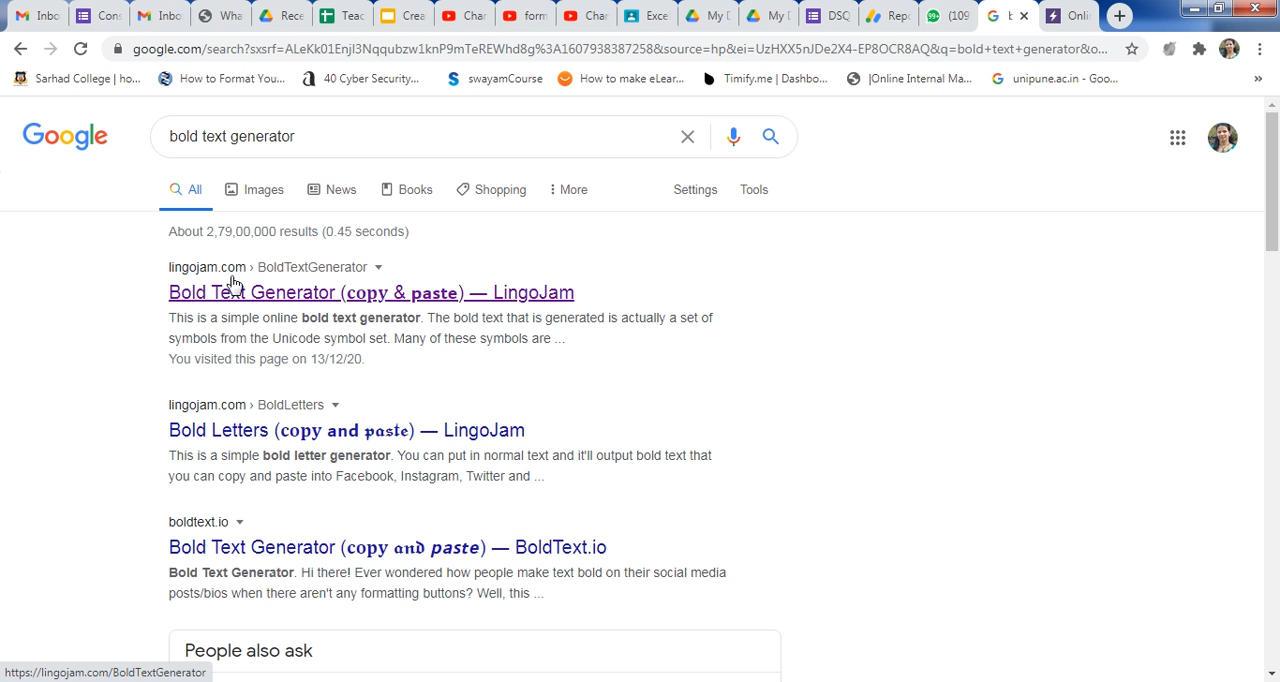 Inbo
Cons
Inbo
Wha
Rece
Teac
Crea
Char
form
Char
Exce
My D
My D
DSQ
Repo
(109
Onli
google.com/search?sxsrf=ALeKk01EnjI3Nqqubzw1knP9mTeREWhd8g%3A1607938387258&source=hp&ei=UzHXX5nJDe2X4-EP8OCR8AQ&q=bold+text+generator&o...
Sarhad College | ho...
How to Format You...
40 Cyber Security...
swayamCourse
How to make eLear...
Timify.me | Dashbo...
|Online Internal Ma...
unipune.ac.in - Goo...
»
Google
bold text generator
All
Images
News
Books
Shopping
More
Settings
Tools
About 2,79,00,000 results (0.45 seconds)
lingojam.com › BoldTextGenerator
Bold Text Generator (𝐜𝐨𝐩𝐲 & 𝗽𝗮𝘀𝘁𝗲) — LingoJam
This is a simple online bold text generator. The bold text that is generated is actually a set of
symbols from the Unicode symbol set. Many of these symbols are ...
You visited this page on 13/12/20.
lingojam.com › BoldLetters
Bold Letters (𝐜𝐨𝐩𝐲 𝗮𝗻𝗱 𝖕𝖆𝖘𝖙𝖊) — LingoJam
This is a simple bold letter generator. You can put in normal text and it'll output bold text that
you can copy and paste into Facebook, Instagram, Twitter and ...
boldtext.io
Bold Text Generator (𝐜𝐨𝐩𝐲 𝖆𝖓𝖉 𝙥𝙖𝙨𝙩𝙚) — BoldText.io
Bold Text Generator. Hi there! Ever wondered how people make text bold on their social media
posts/bios when there aren't any formatting buttons? Well, this ...
People also ask
https://lingojam.com/BoldTextGenerator